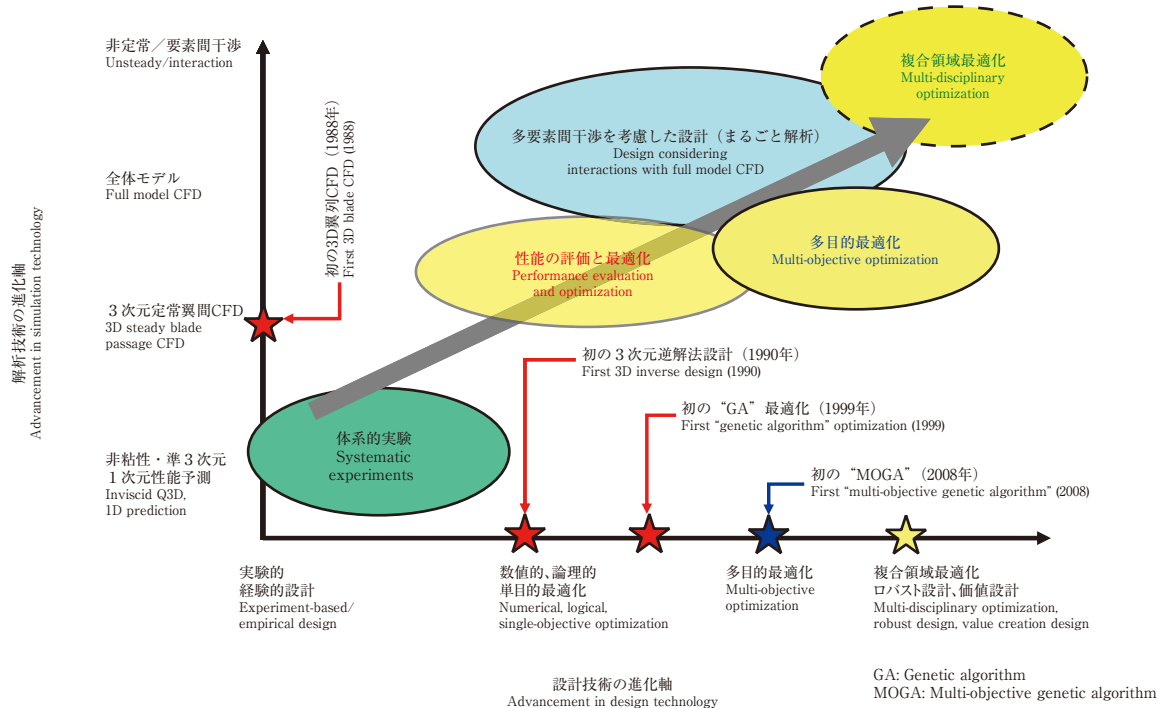 非定常／要素間干渉
Unsteady/interaction
全体モデル
Full model CFD
３次元定常翼間CFD
3D steady blade
passage CFD
非粘性・準３次元
１次元性能予測
Inviscid Q3D,
1D prediction
解析技術の進化軸
Advancement in simulation technology
初の3D翼列CFD（1988年）
First 3D blade CFD (1988)
複合領域最適化
Multi-disciplinary
optimization
多要素間干渉を考慮した設計（まるごと解析）
Design considering
interactions with full model CFD
多目的最適化
Multi-objective optimization
性能の評価と最適化
Performance evaluation
and optimization
体系的実験
Systematic
experiments
初の３次元逆解法設計（1990年）
First 3D inverse design (1990)
初の“GA”最適化（1999年）
First “genetic algorithm” optimization (1999)
初の“MOGA”（2008年）
First “multi-objective genetic algorithm” (2008)
実験的
経験的設計
Experiment-based/
empirical design
数値的、論理的
単目的最適化
Numerical, logical,
single-objective optimization
多目的最適化
Multi-objective
optimization
複合領域最適化
ロバスト設計、価値設計
Multi-disciplinary optimization,
robust design, value creation design
設計技術の進化軸
Advancement in design technology
GA: Genetic algorithm
MOGA: Multi-objective genetic algorithm